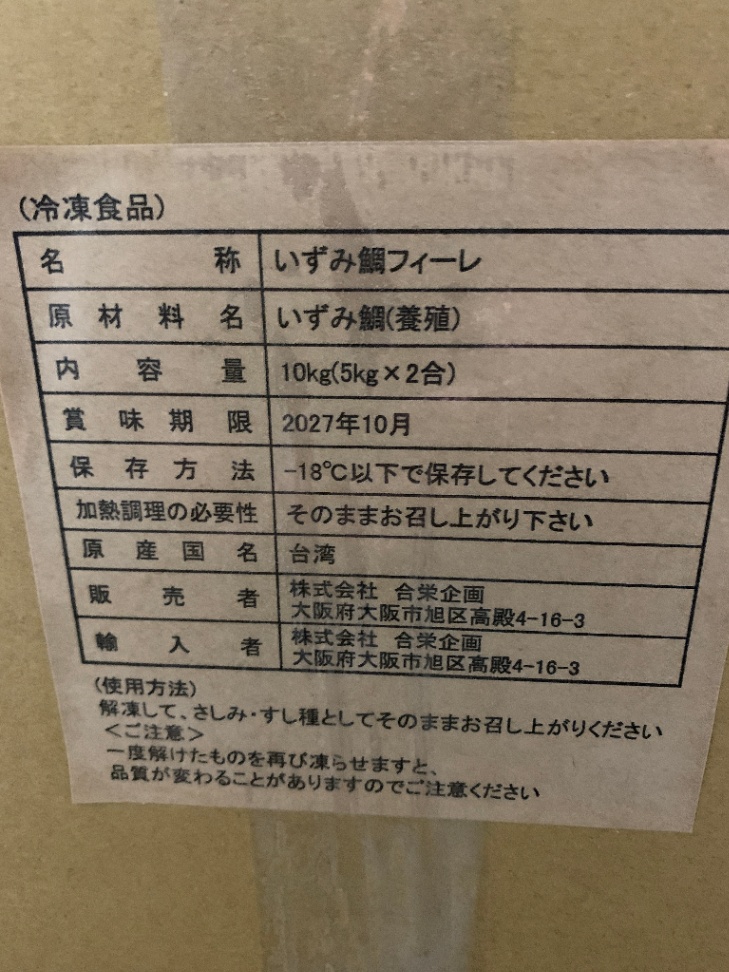 (冷凍食品)
名称 いずみ鯛フィーレ
原材料名 いずみ鯛(養殖)
内容量 10kg(5kg×2合)
賞味期限 2027年10月
保存方法 -18℃以下で保存してください
加熱調理の必要性 そのままお召し上がり下さい
原産国名 台湾
販売者 株式会社 合栄企画
大阪府大阪市旭区高殿4-16-3
輸入者 株式会社 合栄企画
大阪府大阪市旭区高殿4-16-3
(使用方法)
解凍して、さしみ・すし種としてそのままお召し上がりください
<ご注意>
一度解けたものを再び凍らせますと、
品質が変わることがありますのでご注意ください